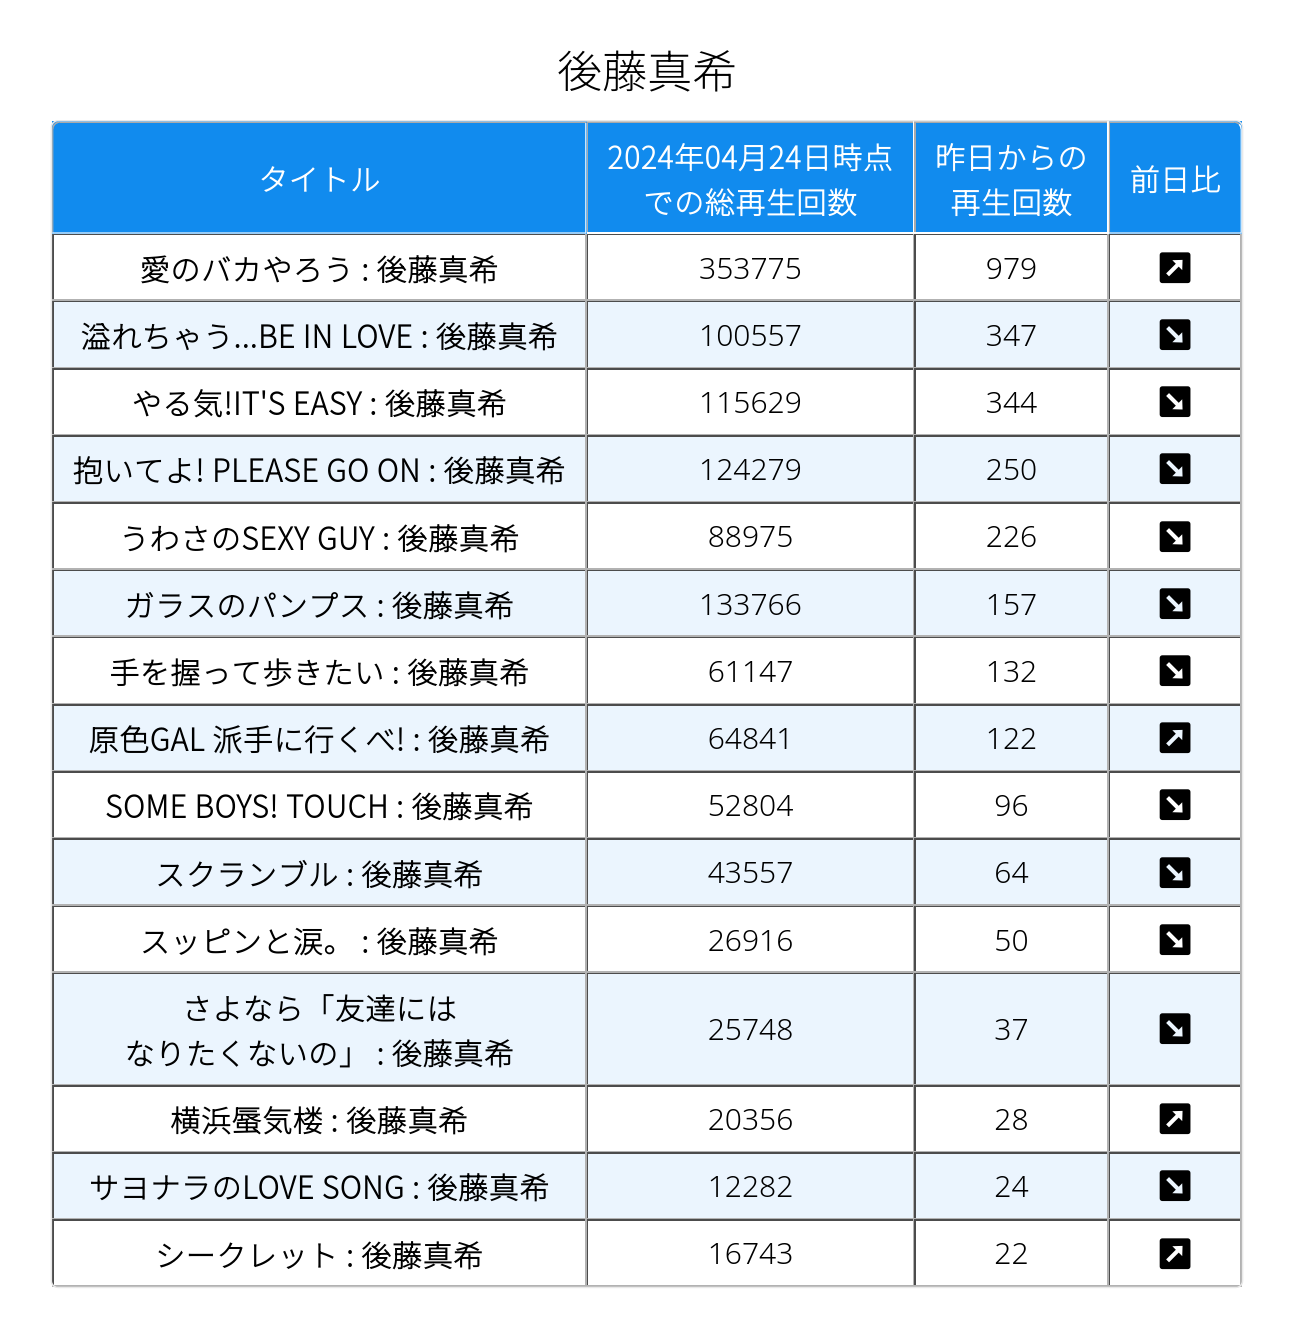 後藤真希
タイトル
2024年04月24日時点
での総再生回数
昨日からの
再生回数
前日比
愛のバカやろう : 後藤真希 353775 979 ↗
溢れちゃう...BE IN LOVE : 後藤真希 100557 347 ↘
やる気!IT'S EASY : 後藤真希 115629 344 ↘
抱いてよ! PLEASE GO ON : 後藤真希 124279 250 ↘
うわさのSEXY GUY : 後藤真希 88975 226 ↘
ガラスのパンプス : 後藤真希 133766 157 ↘
手を握って歩きたい : 後藤真希 61147 132 ↘
原色GAL 派手に行くべ! : 後藤真希 64841 122 ↗
SOME BOYS! TOUCH : 後藤真希 52804 96 ↘
スクランブル : 後藤真希 43557 64 ↘
スッピンと涙。 : 後藤真希 26916 50 ↘
さよなら「友達には
なりたくないの」 : 後藤真希 25748 37 ↘
横浜蜃気楼 : 後藤真希 20356 28 ↗
サヨナラのLOVE SONG : 後藤真希 12282 24 ↘
シークレット : 後藤真希 16743 22 ↗